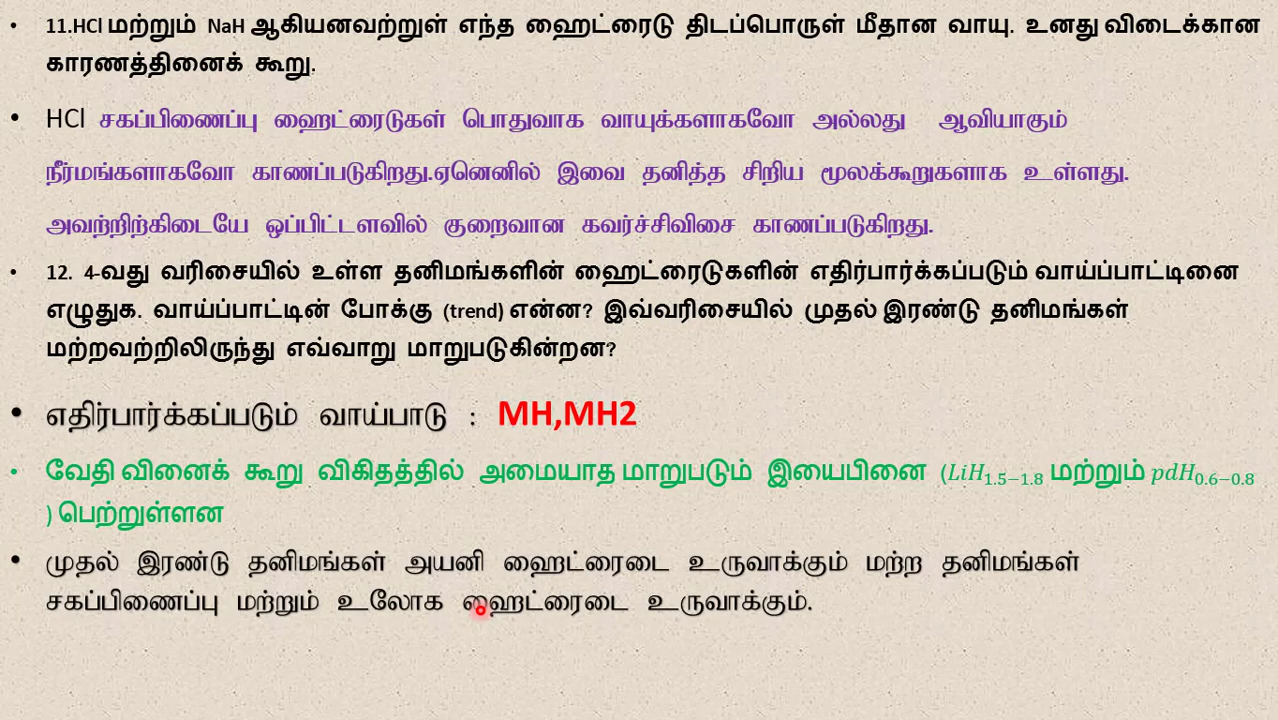 • 11.HCl மற்றும் NaH ஆகியனவற்றுள் எந்த ஹைட்ரைடு திடப்பொருள் மீதான வாயு. உனது விடைக்கான
காரணத்தினைக் கூறு.
• HCl சகப்பிணைப்பு ஹைட்ரைடுகள் பொதுவாக வாயுக்களாகவோ அல்லது ஆவியாகும்
நீர்மங்களாகவோ காணப்படுகிறது.ஏனெனில் இவை தனித்த சிறிய மூலக்கூறுகளாக உள்ளது.
அவற்றிற்கிடையே ஒப்பிட்டளவில் குறைவான கவர்ச்சிவிசை காணப்படுகிறது.
• 12. 4-வது வரிசையில் உள்ள தனிமங்களின் ஹைட்ரைடுகளின் எதிர்பார்க்கப்படும் வாய்ப்பாட்டினை
எழுதுக. வாய்ப்பாட்டின் போக்கு (trend) என்ன? இவ்வரிசையில் முதல் இரண்டு தனிமங்கள்
மற்றவற்றிலிருந்து எவ்வாறு மாறுபடுகின்றன?
• எதிர்பார்க்கப்படும் வாய்பாடு : MH,MH2
• வேதி வினைக் கூறு விகிதத்தில் அமையாத மாறுபடும் இயைபினை (LiH₁.₅₋₁.₈ மற்றும் pdH₀.₆₋₀.₈
) பெற்றுள்ளன
• முதல் இரண்டு தனிமங்கள் அயனி ஹைட்ரைடை உருவாக்கும் மற்ற தனிமங்கள்
சகப்பிணைப்பு மற்றும் உலோக ஹைட்ரைடை உருவாக்கும்.